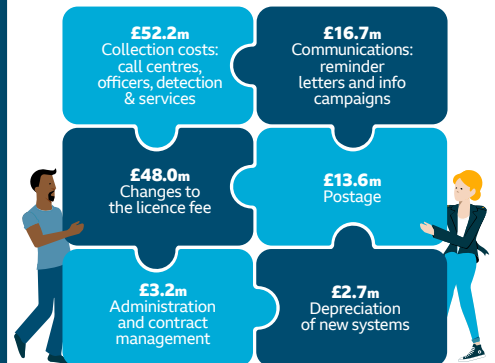 £52.2m
Collection costs:
call centres,
officers, detection
& services
£16.7m
Communications:
reminder
letters and info
campaigns
£48.0m
Changes to
the licence fee
£13.6m
Postage
£3.2m
Administration
and contract
management
£2.7m
Depreciation
of new systems